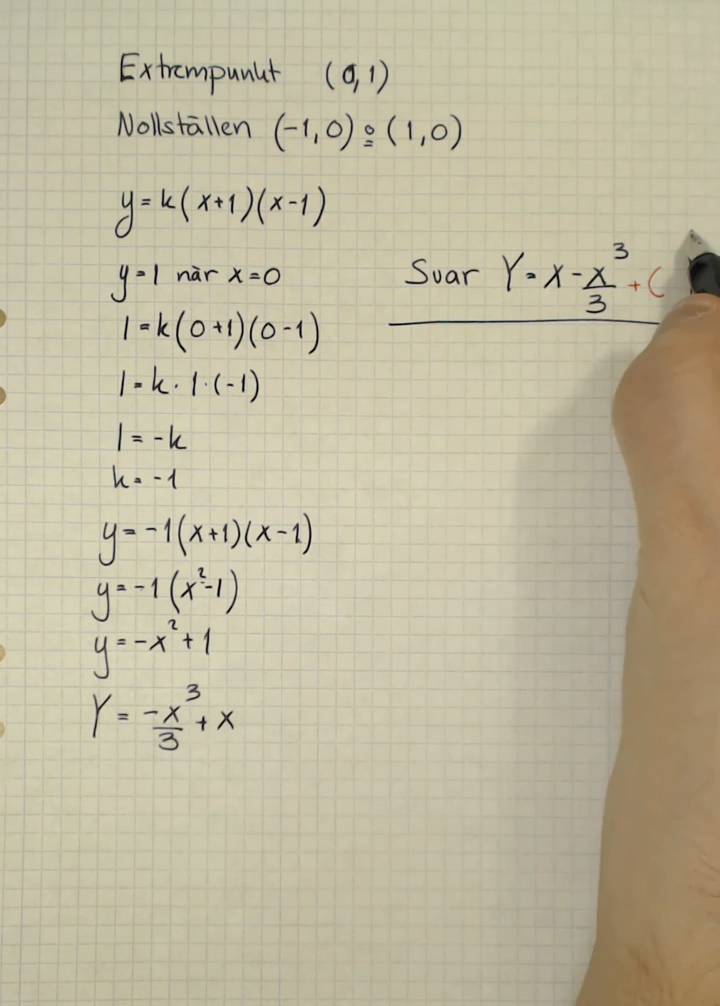 Extrempunkt (0,1)
Nollställen (-1,0) o (1,0)
y = k(x+1)(x-1)
y = 1 när x = 0
1 = k(0+1)(0-1)
1 = k · 1 · (-1)
1 = -k
k = -1
y = -1(x+1)(x-1)
y = -1(x²-1)
y = -x² + 1
Y = -x³/3 + x
Svar Y = x - x³/3 + C